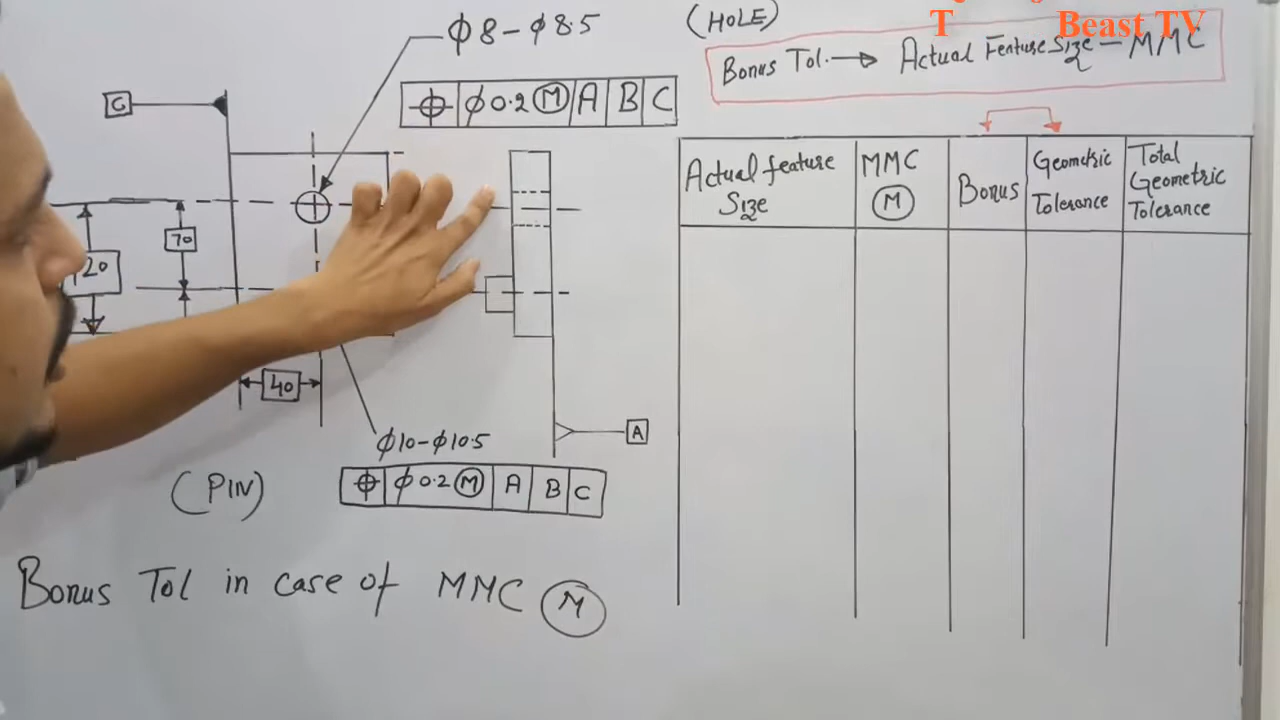 T Beast TV
(HOLE)
Bonus Tol. → Actual Feature Size – MMC
ϕ8 – ϕ8.5
⌖ ϕ0.2 Ⓜ A B C
C
70
120
40
A
ϕ10 – ϕ10.5
⌖ ϕ0.2 Ⓜ A B C
(PIN)
Bonus Tol in case of MMC Ⓜ
Actual feature Size
MMC Ⓜ
Bonus
Geometric Tolerance
Total Geometric Tolerance